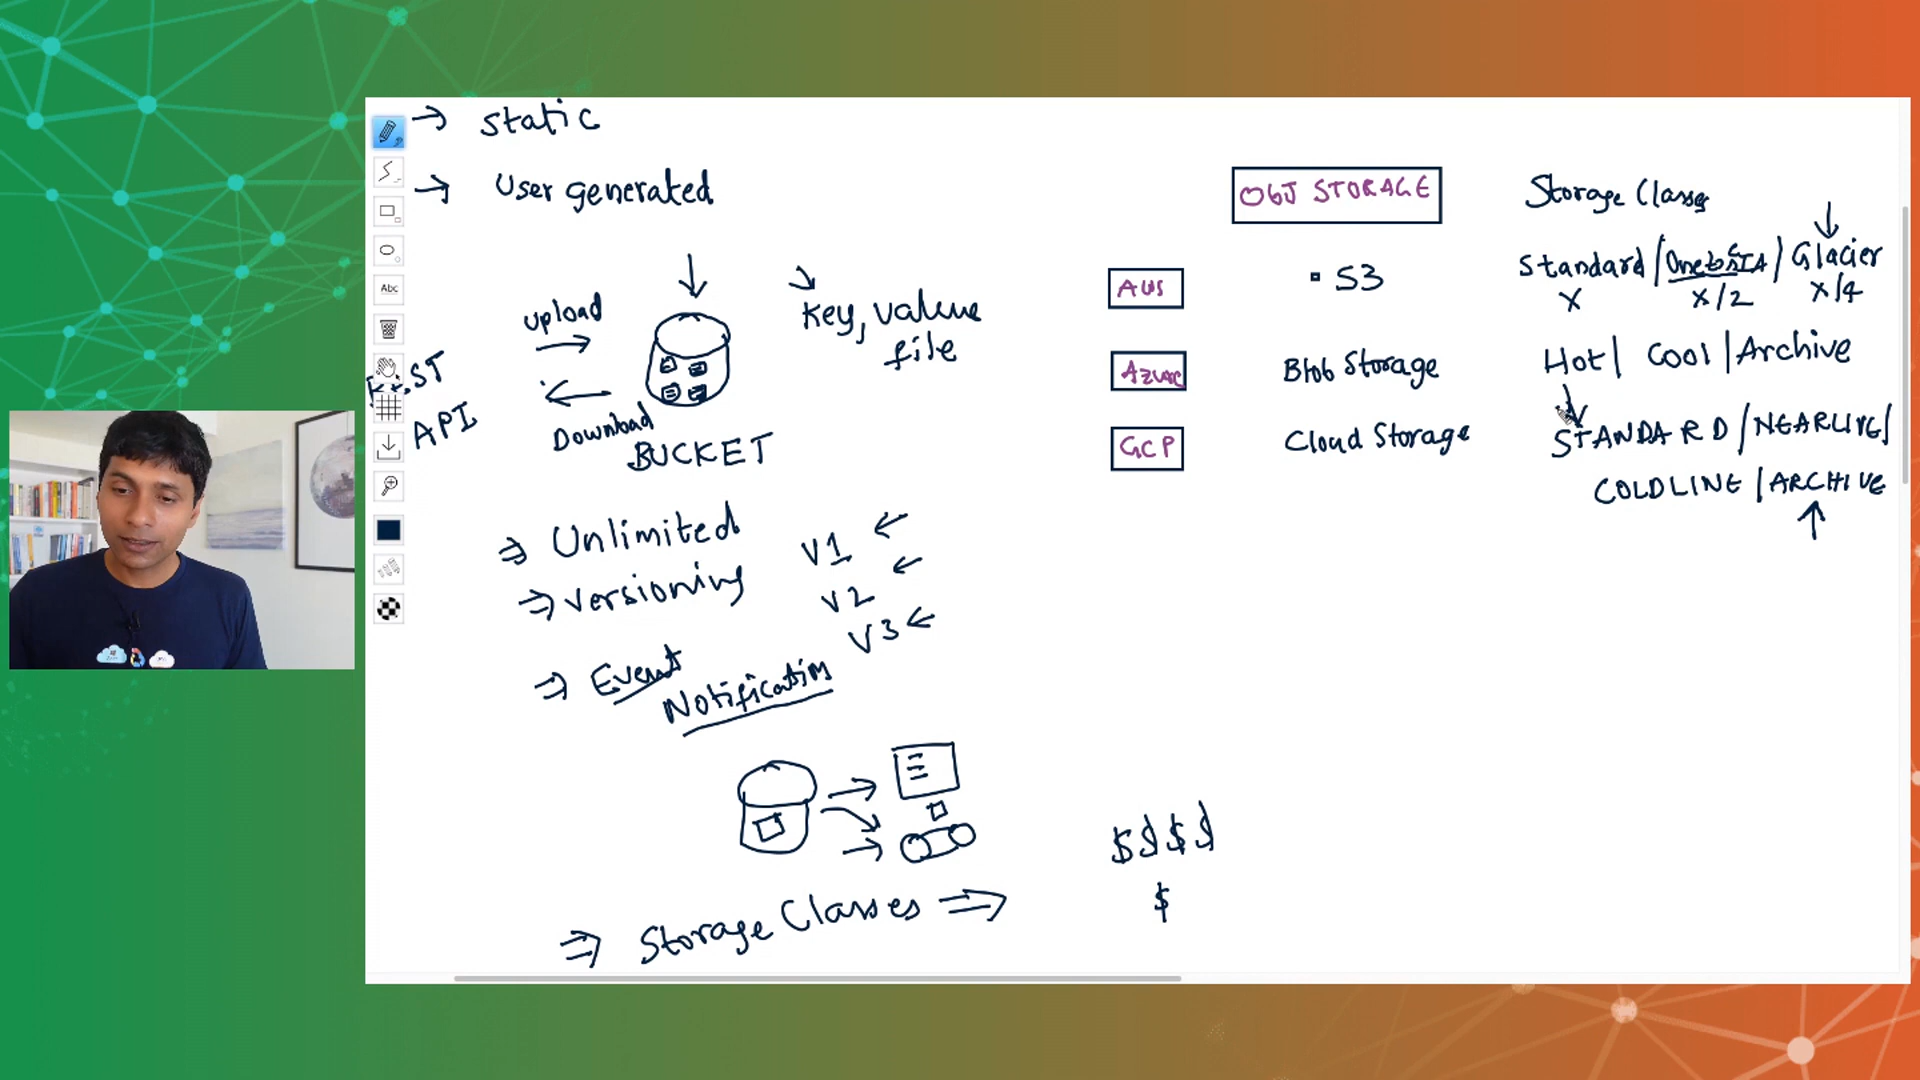 → Static
→ User generated
OBJ STORAGE
Storage Classes
Upload
Key, value
file
AWS
S3
Standard / / Glacier
X X/2 X/4
REST
API
Download
BUCKET
Azure
Blob Storage
Hot | Cool | Archive
GCP
Cloud Storage
STANDARD / NEARLINE /
COLDLINE / ARCHIVE
⇒ Unlimited
⇒ Versioning
V1 ←
V2 ←
V3 ←
⇒ Event
Notification
$$$$
$
⇒ Storage Classes ⇒
Abc